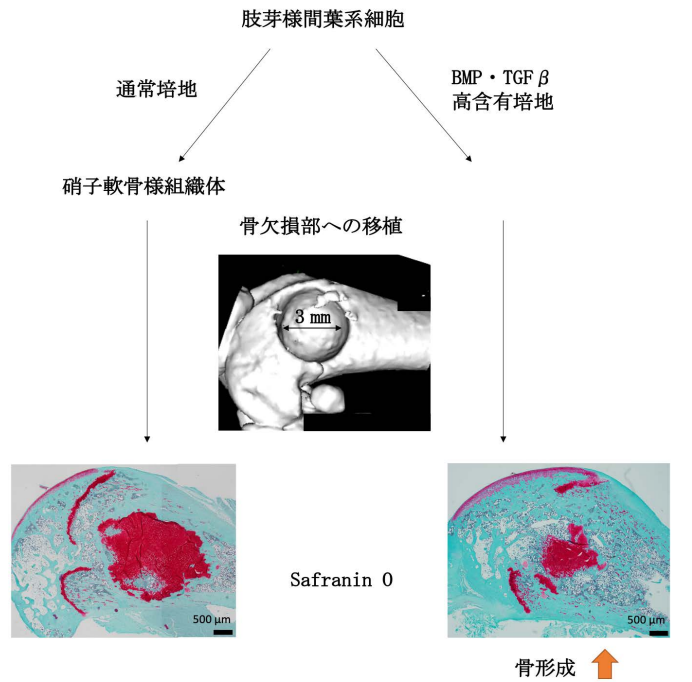 肢芽様間葉系細胞
通常培地
BMP・TGFβ
高含有培地
硝子軟骨様組織体
骨欠損部への移植
3 mm
Safranin O
500 μm
500 μm
骨形成